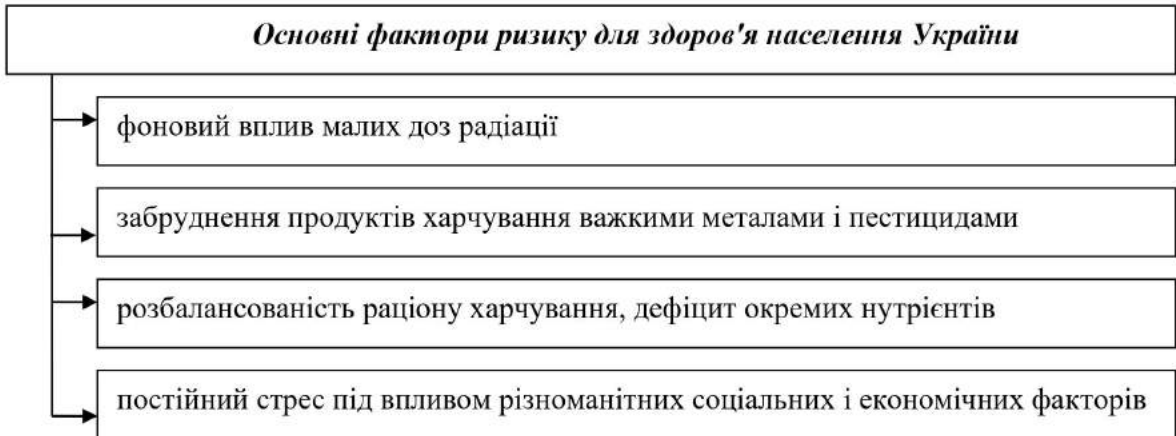 Основні фактори ризику для здоров'я населення України
фоновий вплив малих доз радіації
забруднення продуктів харчування важкими металами і пестицидами
розбалансованість раціону харчування, дефіцит окремих нутрієнтів
постійний стрес під впливом різноманітних соціальних і економічних факторів